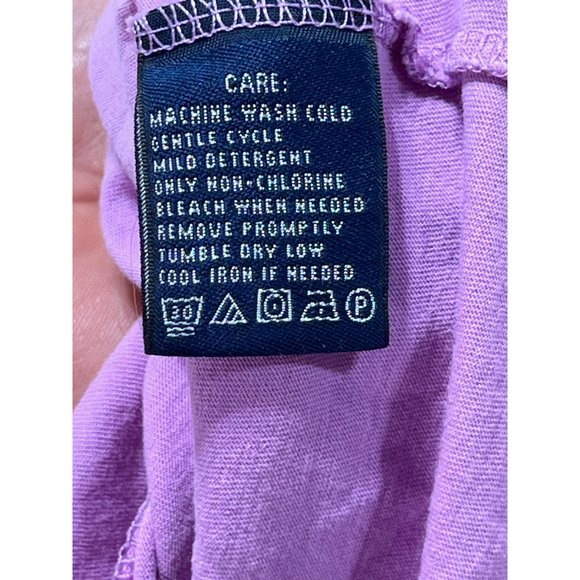 CARE:
MACHINE WASH COLD
GENTLE CYCLE
MILD DETERGENT
ONLY NON-CHLORINE
BLEACH WHEN NEEDED
REMOVE PROMPTLY
TUMBLE DRY LOW
COOL IRON IF NEEDED
30 P